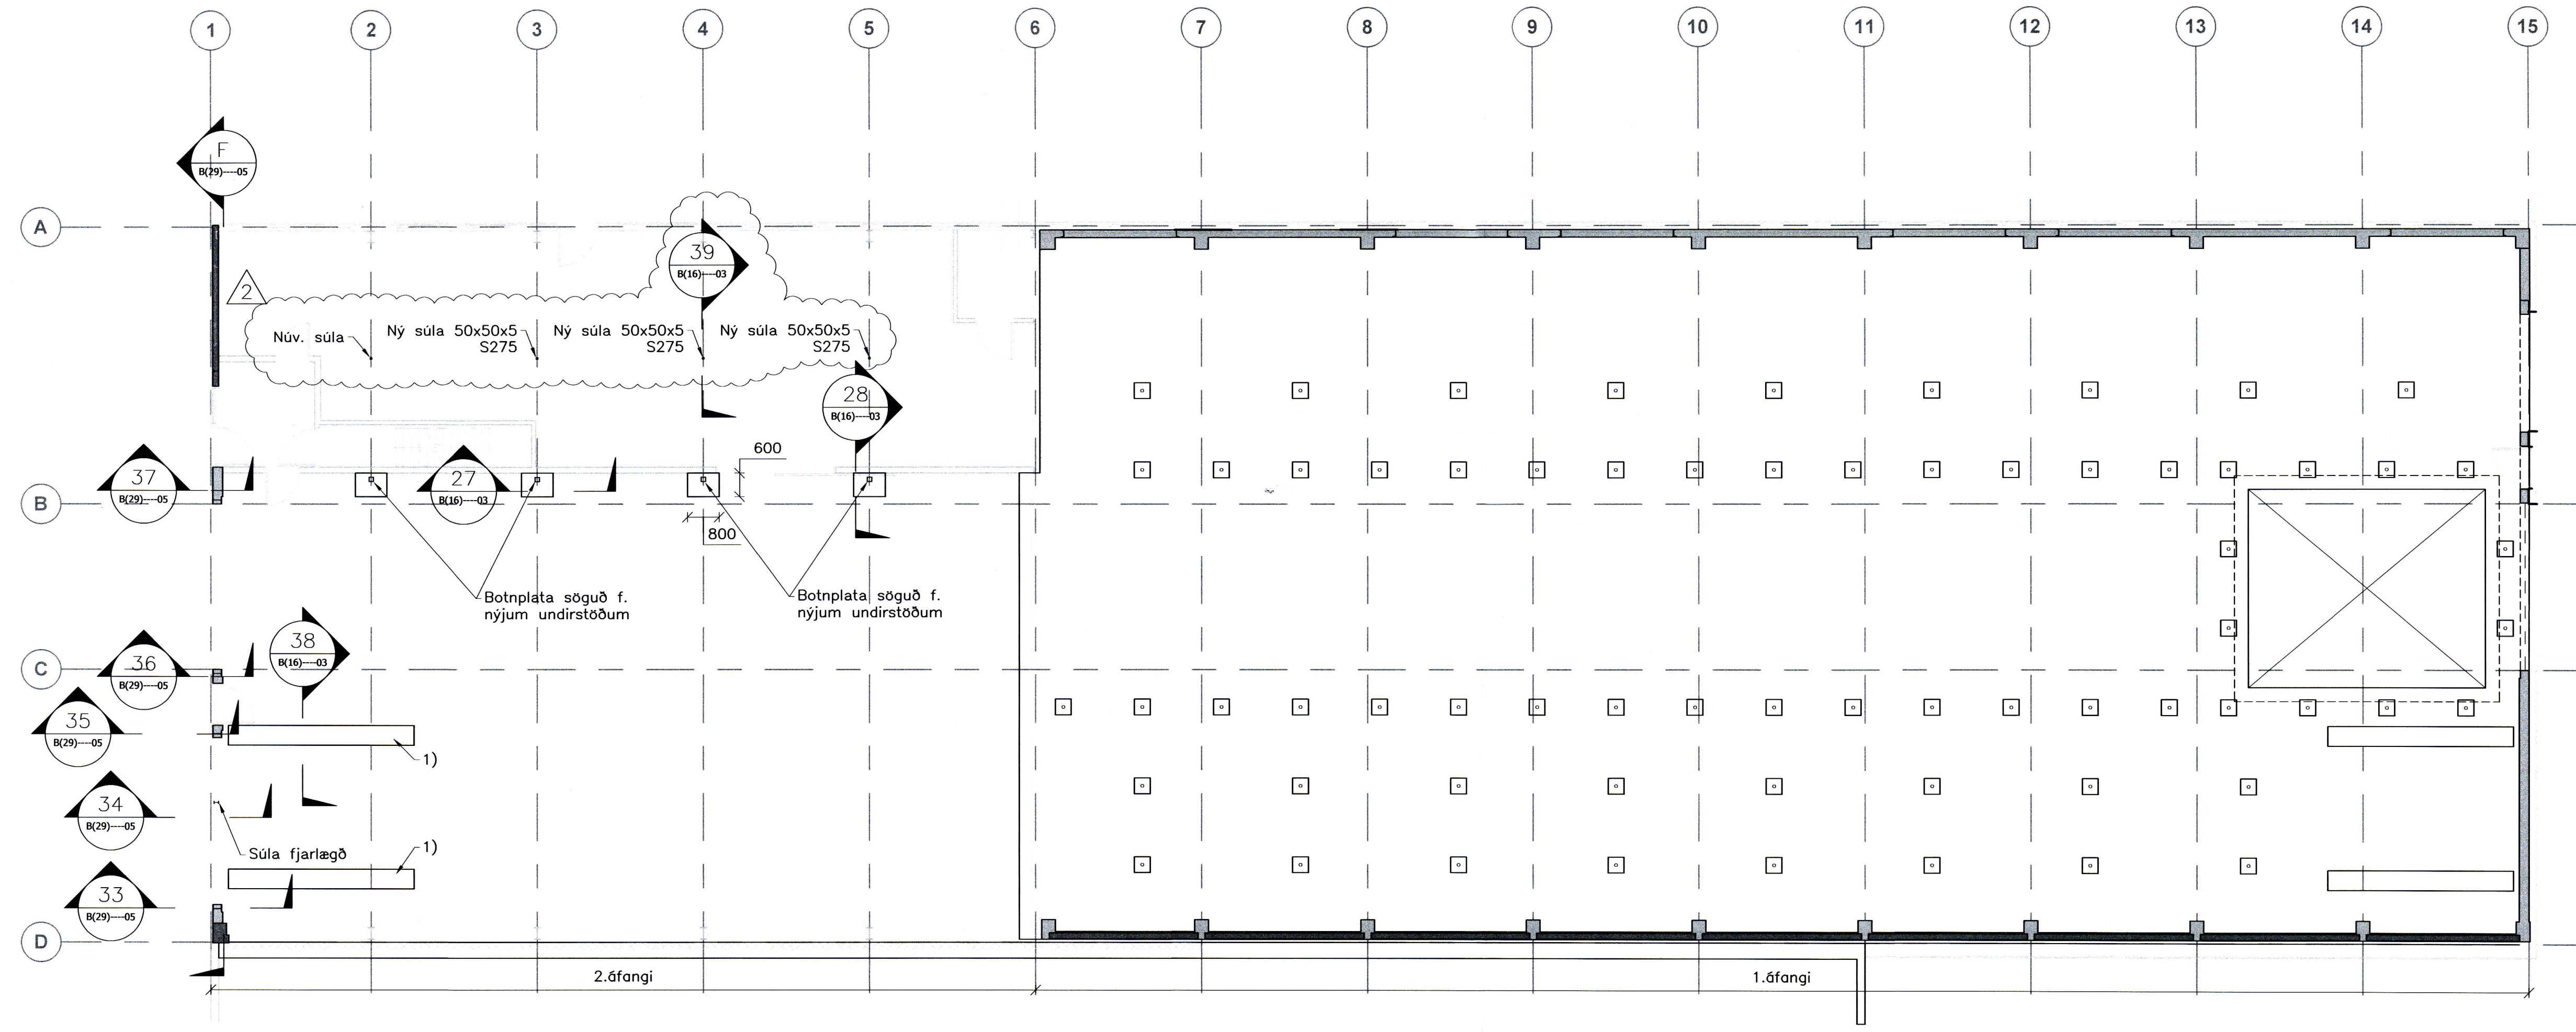 1 2 3 4 5 6 7 8 9 10 11 12 13 14 15
F
B(29)----05
A
39
B(16)----03
2
Núv. súla
Ný súla 50x50x5
S275
Ný súla 50x50x5
S275
Ný súla 50x50x5
S275
28
B(16)----03
600
37
B(29)----05
27
B(16)----03
B
800
Botnplata söguð f.
nýjum undirstöðum
Botnplata söguð f.
nýjum undirstöðum
38
B(16)----03
C
36
B(29)----05
35
B(29)----05
1)
34
B(29)----05
Súla fjarlægð
1)
33
B(29)----05
D
2.áfangi
1.áfangi